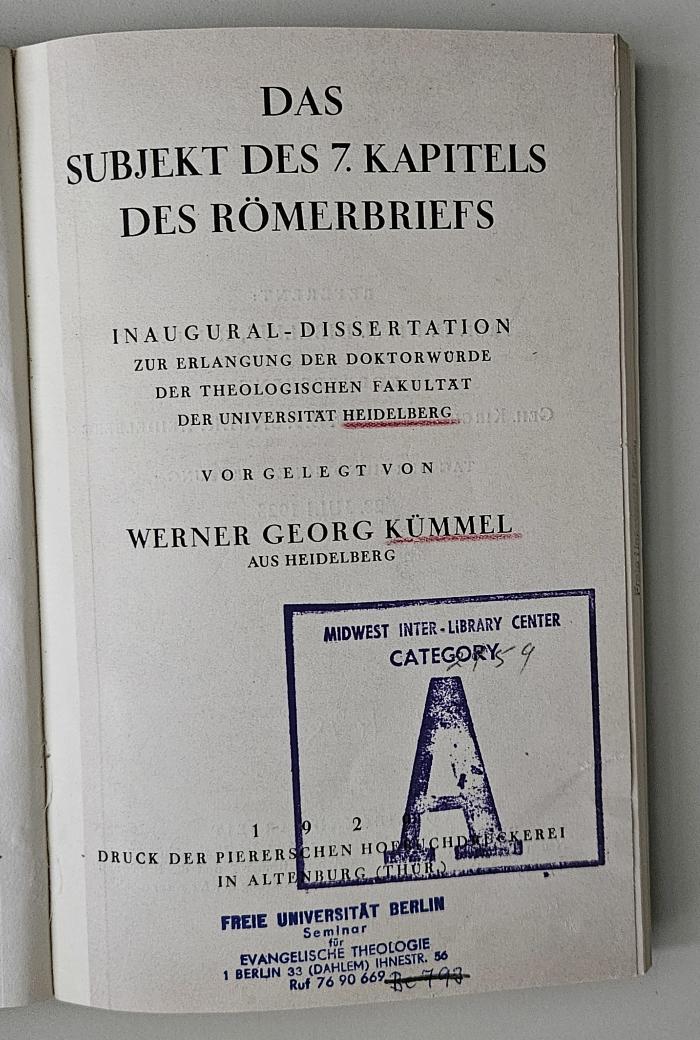 DAS
SUBJEKT DES 7. KAPITELS
DES RÖMERBRIEFS
INAUGURAL-DISSERTATION
ZUR ERLANGUNG DER DOKTORWÜRDE
DER THEOLOGISCHEN FAKULTÄT
DER UNIVERSITÄT HEIDELBERG
VORGELEGT VON
WERNER GEORG KÜMMEL
AUS HEIDELBERG
MIDWEST INTER-LIBRARY CENTER
CATEGORY
A
192
DRUCK DER PIERERSCHEN HOFBUCHDRUCKEREI
IN ALTENBURG (THÜR.)
FREIE UNIVERSITÄT BERLIN
Seminar
für
EVANGELISCHE THEOLOGIE
1 BERLIN 33 (DAHLEM) IHNESTR. 56
Ruf 76 90 669